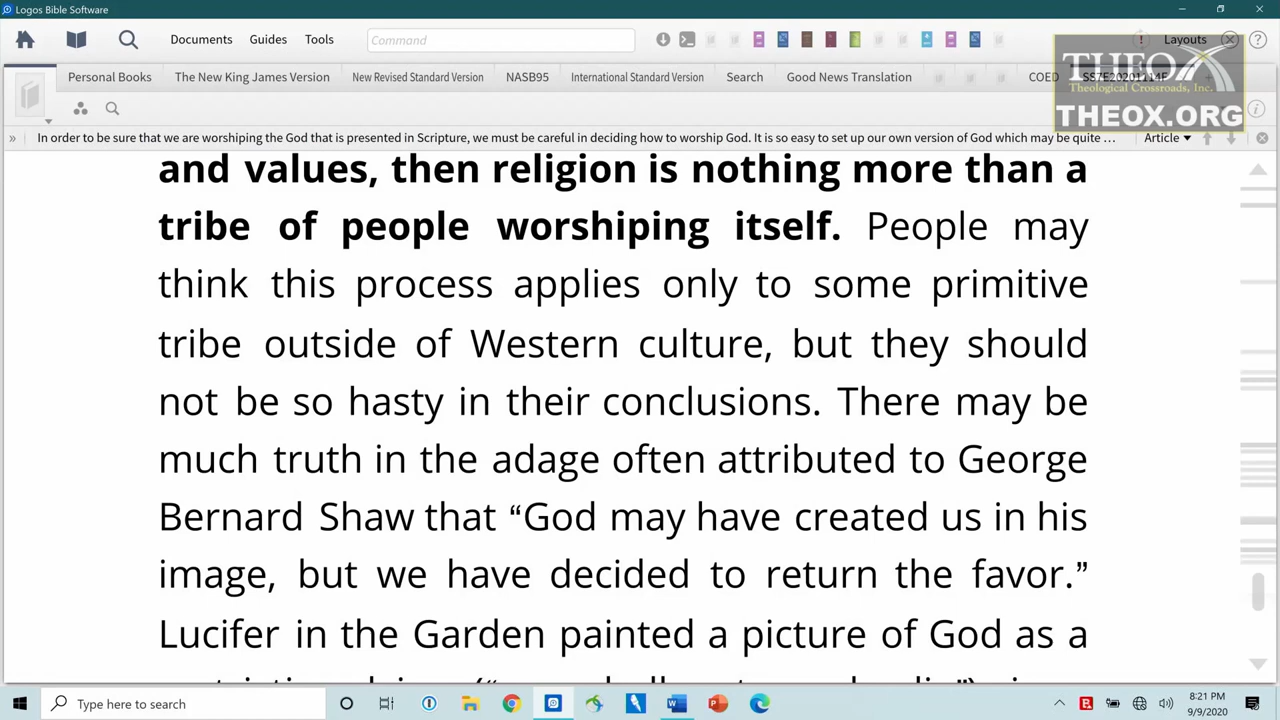 Logos Bible Software
Documents Guides Tools Command Layouts
Personal Books The New King James Version New Revised Standard Version NASB95 International Standard Version Search Good News Translation COED SS7E20201114F
THEOX
Theological Crossroads, Inc.
THEOX.ORG
» In order to be sure that we are worshiping the God that is presented in Scripture, we must be careful in deciding how to worship God. It is so easy to set up our own version of God which may be quite ... Article
and values, then religion is nothing more than a
tribe of people worshiping itself. People may
think this process applies only to some primitive
tribe outside of Western culture, but they should
not be so hasty in their conclusions. There may be
much truth in the adage often attributed to George
Bernard Shaw that “God may have created us in his
image, but we have decided to return the favor.”
Lucifer in the Garden painted a picture of God as a
Type here to search
8:21 PM
9/9/2020